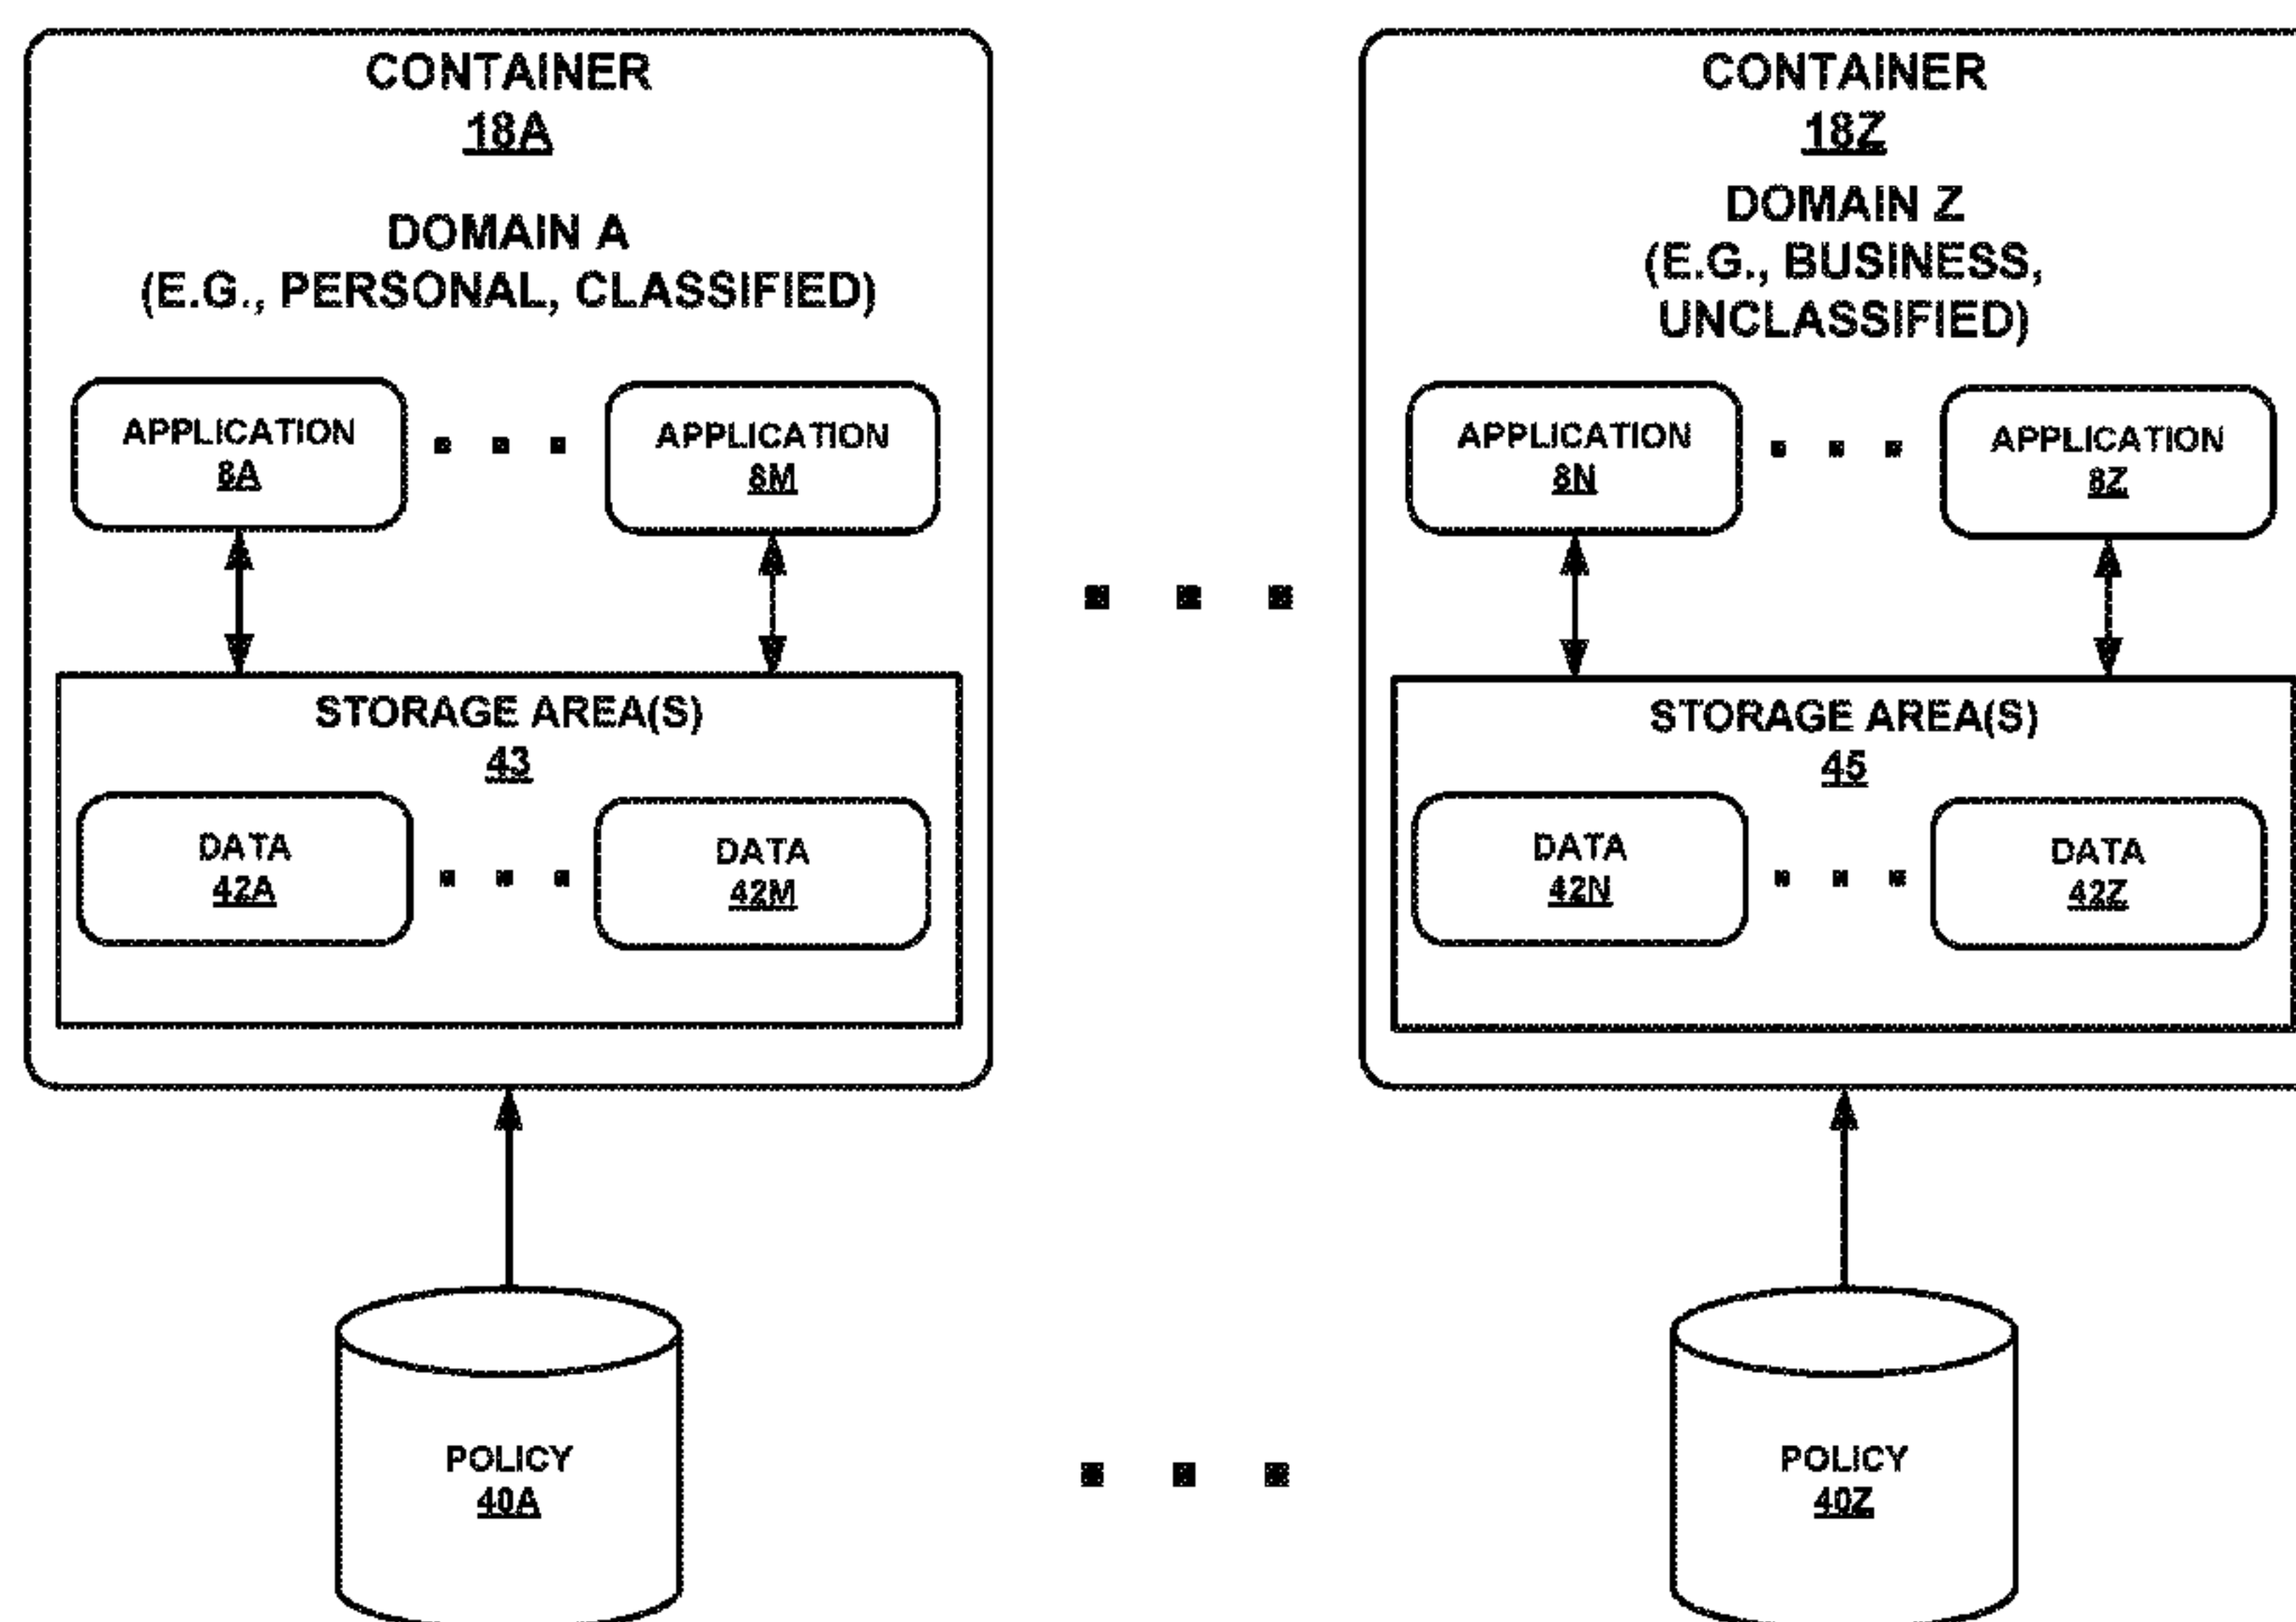 CONTAINER
18A
DOMAIN A
(E.G., PERSONAL, CLASSIFIED)
APPLICATION
8A
APPLICATION
8M
STORAGE AREA(S)
43
DATA
42A
DATA
42M
POLICY
40A
CONTAINER
18Z
DOMAIN Z
(E.G., BUSINESS,
UNCLASSIFIED)
APPLICATION
8N
APPLICATION
8Z
STORAGE AREA(S)
45
DATA
42N
DATA
42Z
POLICY
40Z